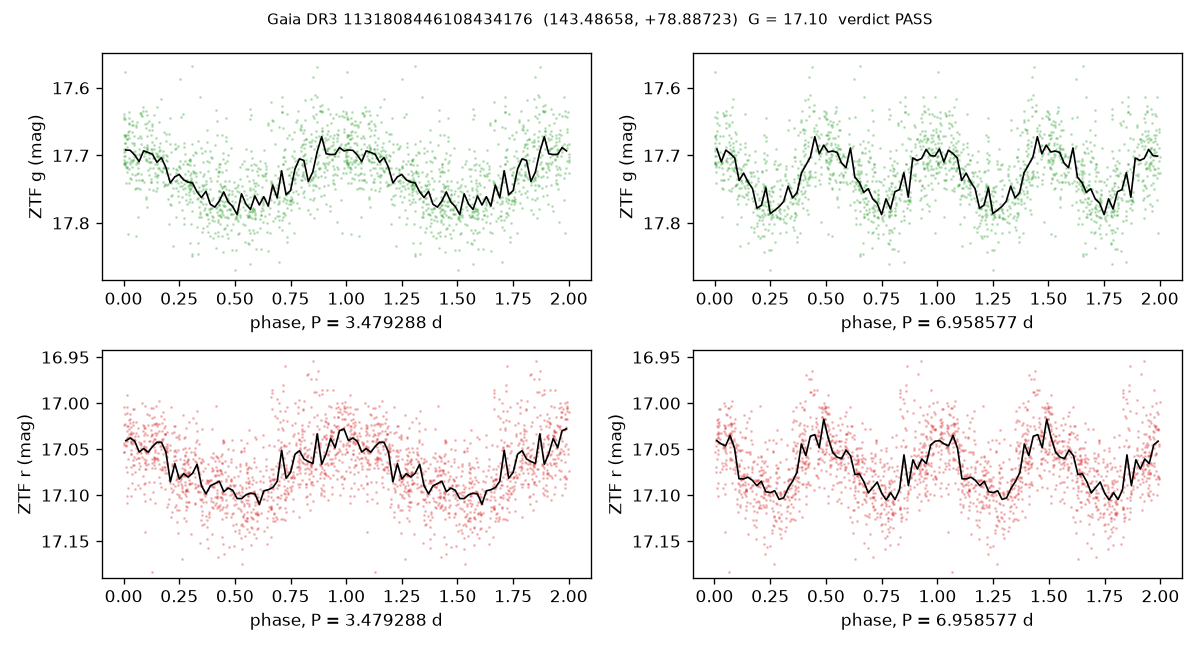 Gaia DR3 1131808446108434176 (143.48658, +78.88723) G = 17.10 verdict PASS
ZTF g (mag)
17.6
17.7
17.8
0.00 0.25 0.50 0.75 1.00 1.25 1.50 1.75 2.00
phase, P = 3.479288 d
ZTF g (mag)
17.6
17.7
17.8
0.00 0.25 0.50 0.75 1.00 1.25 1.50 1.75 2.00
phase, P = 6.958577 d
ZTF r (mag)
16.95
17.00
17.05
17.10
17.15
0.00 0.25 0.50 0.75 1.00 1.25 1.50 1.75 2.00
phase, P = 3.479288 d
ZTF r (mag)
16.95
17.00
17.05
17.10
17.15
0.00 0.25 0.50 0.75 1.00 1.25 1.50 1.75 2.00
phase, P = 6.958577 d